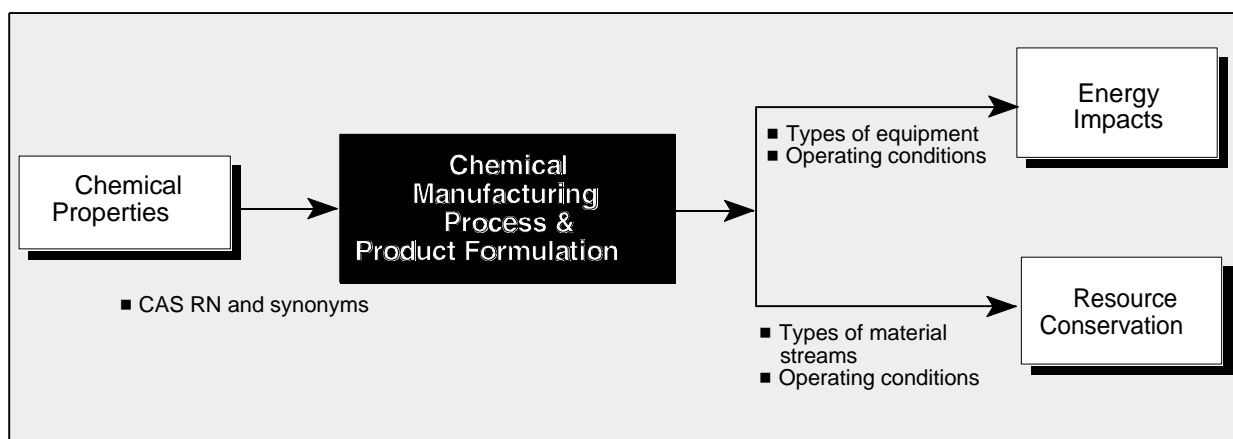 Chemical
Properties
■ CAS RN and synonyms
Chemical
Manufacturing
Process &
Product Formulation
■ Types of equipment
■ Operating conditions
Energy
Impacts
■ Types of material
streams
■ Operating conditions
Resource
Conservation